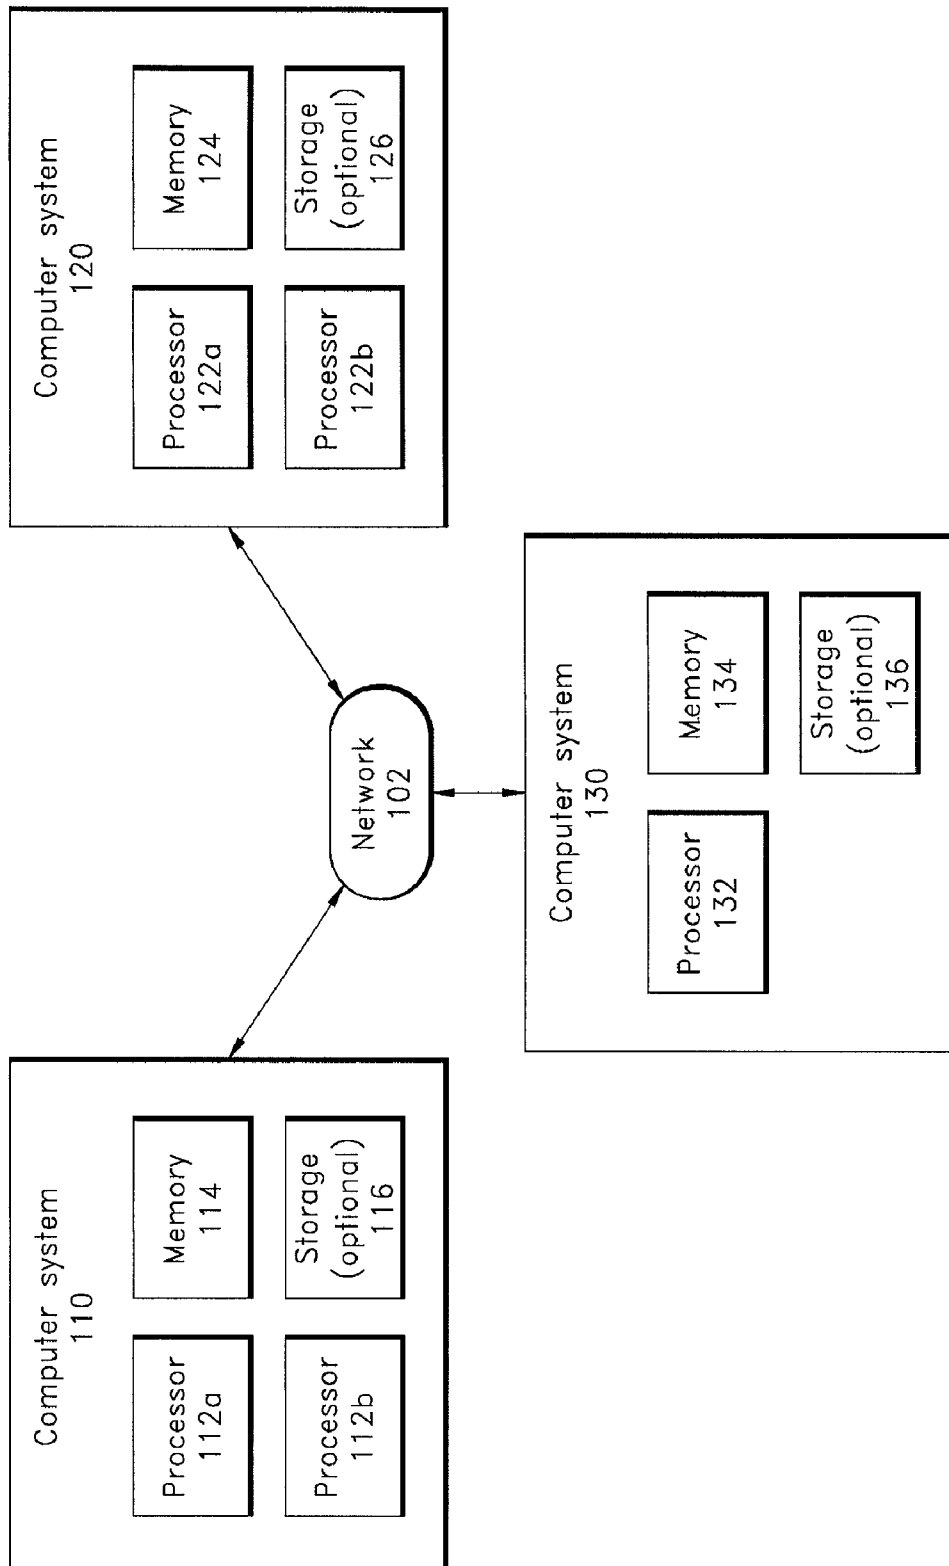 Computer system
110
Processor
112a
Memory
114
Processor
112b
Storage
(optional)
116
Network
102
Computer system
120
Processor
122a
Memory
124
Processor
122b
Storage
(optional)
126
Computer system
130
Processor
132
Memory
134
Storage
(optional)
136